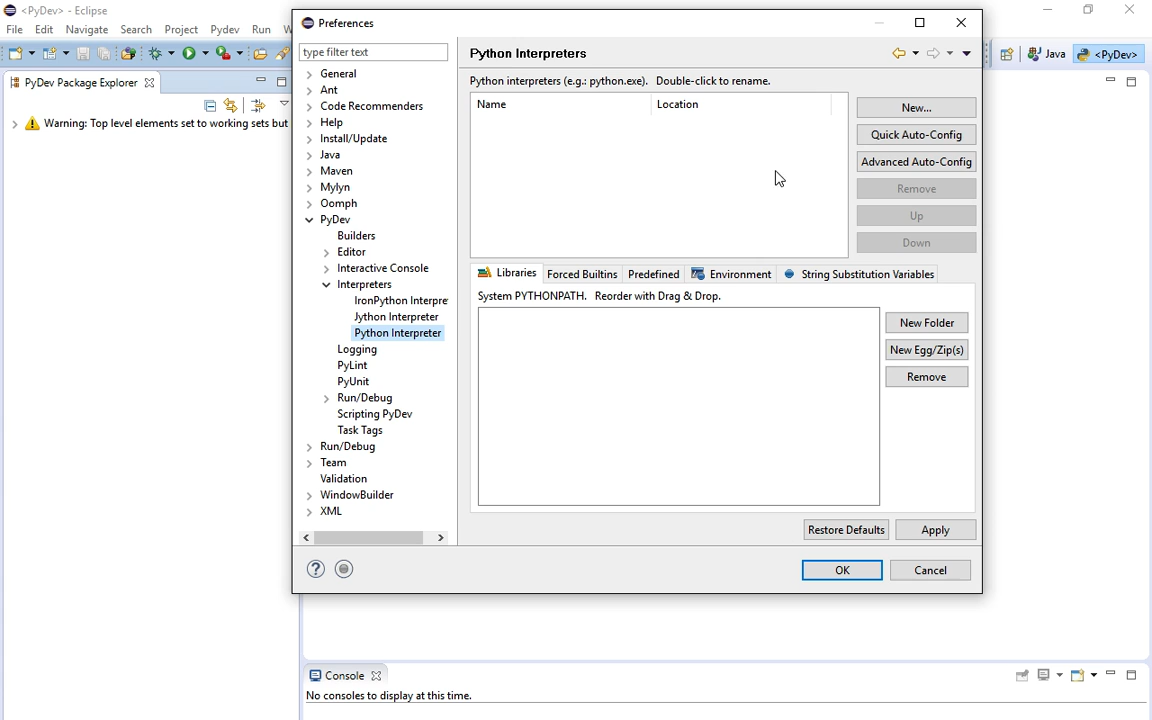 <PyDev> - Eclipse
File Edit Navigate Search Project Pydev Run
Java <PyDev>
PyDev Package Explorer
Warning: Top level elements set to working sets but
Preferences
type filter text
General
Ant
Code Recommenders
Help
Install/Update
Java
Maven
Mylyn
Oomph
PyDev
Builders
Editor
Interactive Console
Interpreters
IronPython Interpre
Jython Interpreter
Python Interpreter
Logging
PyLint
PyUnit
Run/Debug
Scripting PyDev
Task Tags
Run/Debug
Team
Validation
WindowBuilder
XML
Python Interpreters
Python interpreters (e.g.: python.exe). Double-click to rename.
Name Location
New...
Quick Auto-Config
Advanced Auto-Config
Remove
Up
Down
Libraries Forced Builtins Predefined Environment String Substitution Variables
System PYTHONPATH. Reorder with Drag & Drop.
New Folder
New Egg/Zip(s)
Remove
Restore Defaults Apply
OK Cancel
Console
No consoles to display at this time.